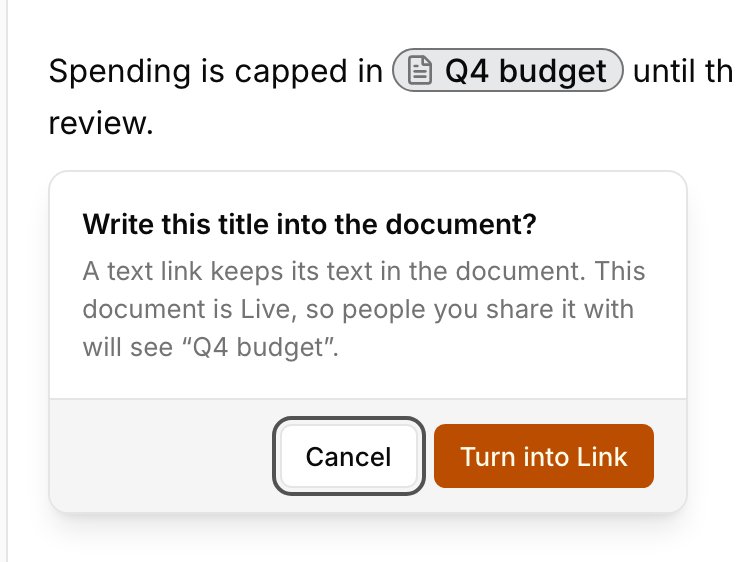 Spending is capped in Q4 budget until th
review.
Write this title into the document?
A text link keeps its text in the document. This
document is Live, so people you share it with
will see “Q4 budget”.
Cancel
Turn into Link